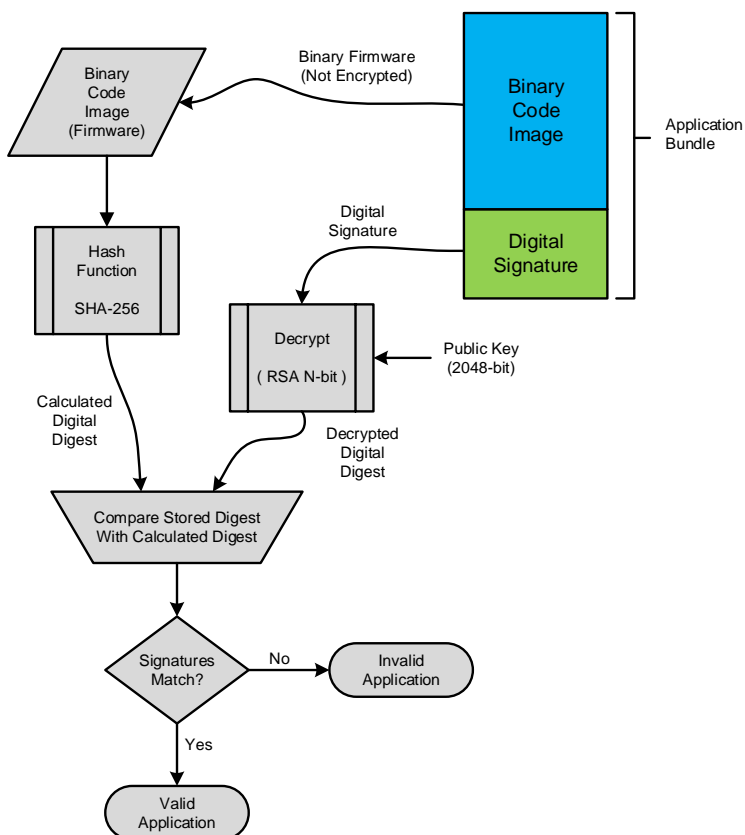 Binary Firmware
(Not Encrypted)
Binary
Code
Image
(Firmware)
Binary
Code
Image
Application
Bundle
Digital
Signature
Digital
Signature
Hash
Function
SHA-256
Decrypt
( RSA N-bit )
Public Key
(2048-bit)
Calculated
Digital
Digest
Decrypted
Digital
Digest
Compare Stored Digest
With Calculated Digest
Signatures
Match?
No
Invalid
Application
Yes
Valid
Application